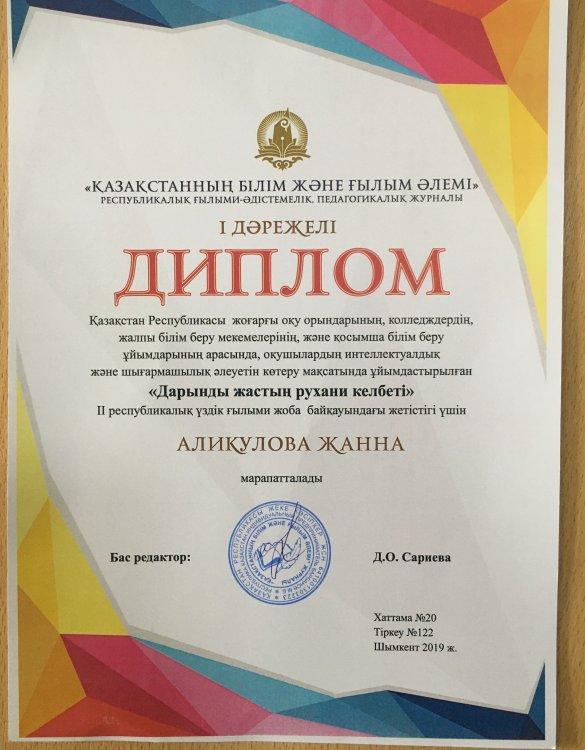 «ҚАЗАҚСТАННЫҢ БІЛІМ ЖӘНЕ ҒЫЛЫМ ӘЛЕМІ»
РЕСПУБЛИКАЛЫҚ ҒЫЛЫМИ-ӘДІСТЕМЕЛІК, ПЕДАГОГИКАЛЫҚ ЖУРНАЛЫ
І ДӘРЕЖЕЛІ
ДИПЛОМ
Қазақстан Республикасы жоғарғы оқу орындарының, колледждердің,
жалпы білім беру мекемелерінің, және қосымша білім беру
ұйымдарының арасында, оқушылардың интеллектуалдық
және шығармашылық әлеуетін көтеру мақсатында ұйымдастырылған
«Дарынды жастың рухани келбеті»
ІІ республикалық үздік ғылыми жоба байқауындағы жетістігі үшін
АЛИҚУЛОВА ЖАННА
марапатталады
Бас редактор:
Д.О. Сариева
Хаттама №20
Тіркеу №122
Шымкент 2019 ж.